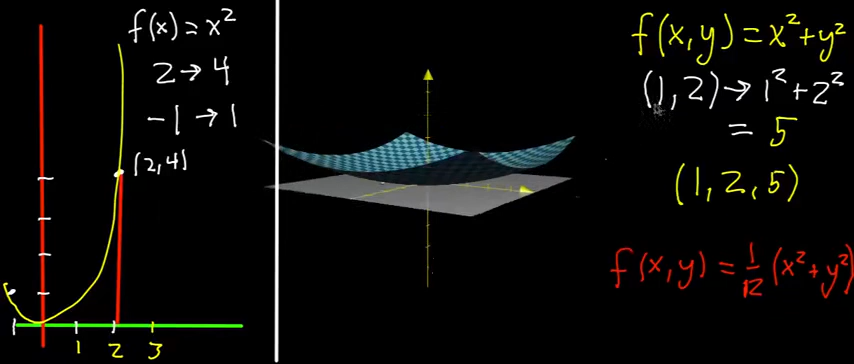 f(x) = x²
2 → 4
-1 → 1
(2,4)
1 2 3
f(x,y) = x²+y²
(1,2) → 1²+2²
= 5
(1,2,5)
f(x,y) = 1/12 (x²+y²)